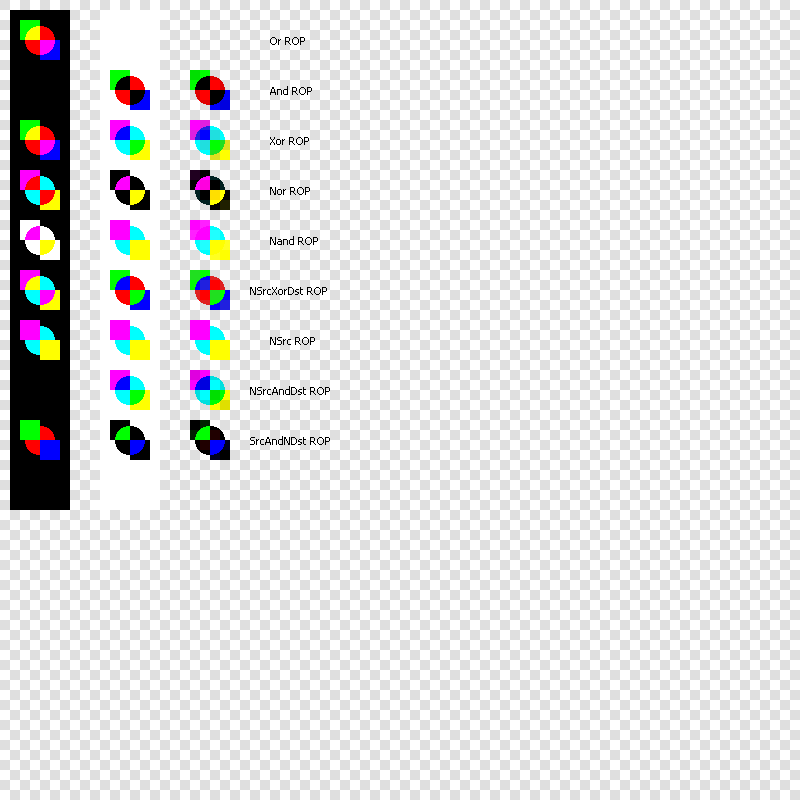 Or ROP
And ROP
Xor ROP
Nor ROP
Nand ROP
NSrcXorDst ROP
NSrc ROP
NSrcAndDst ROP
SrcAndNDst ROP